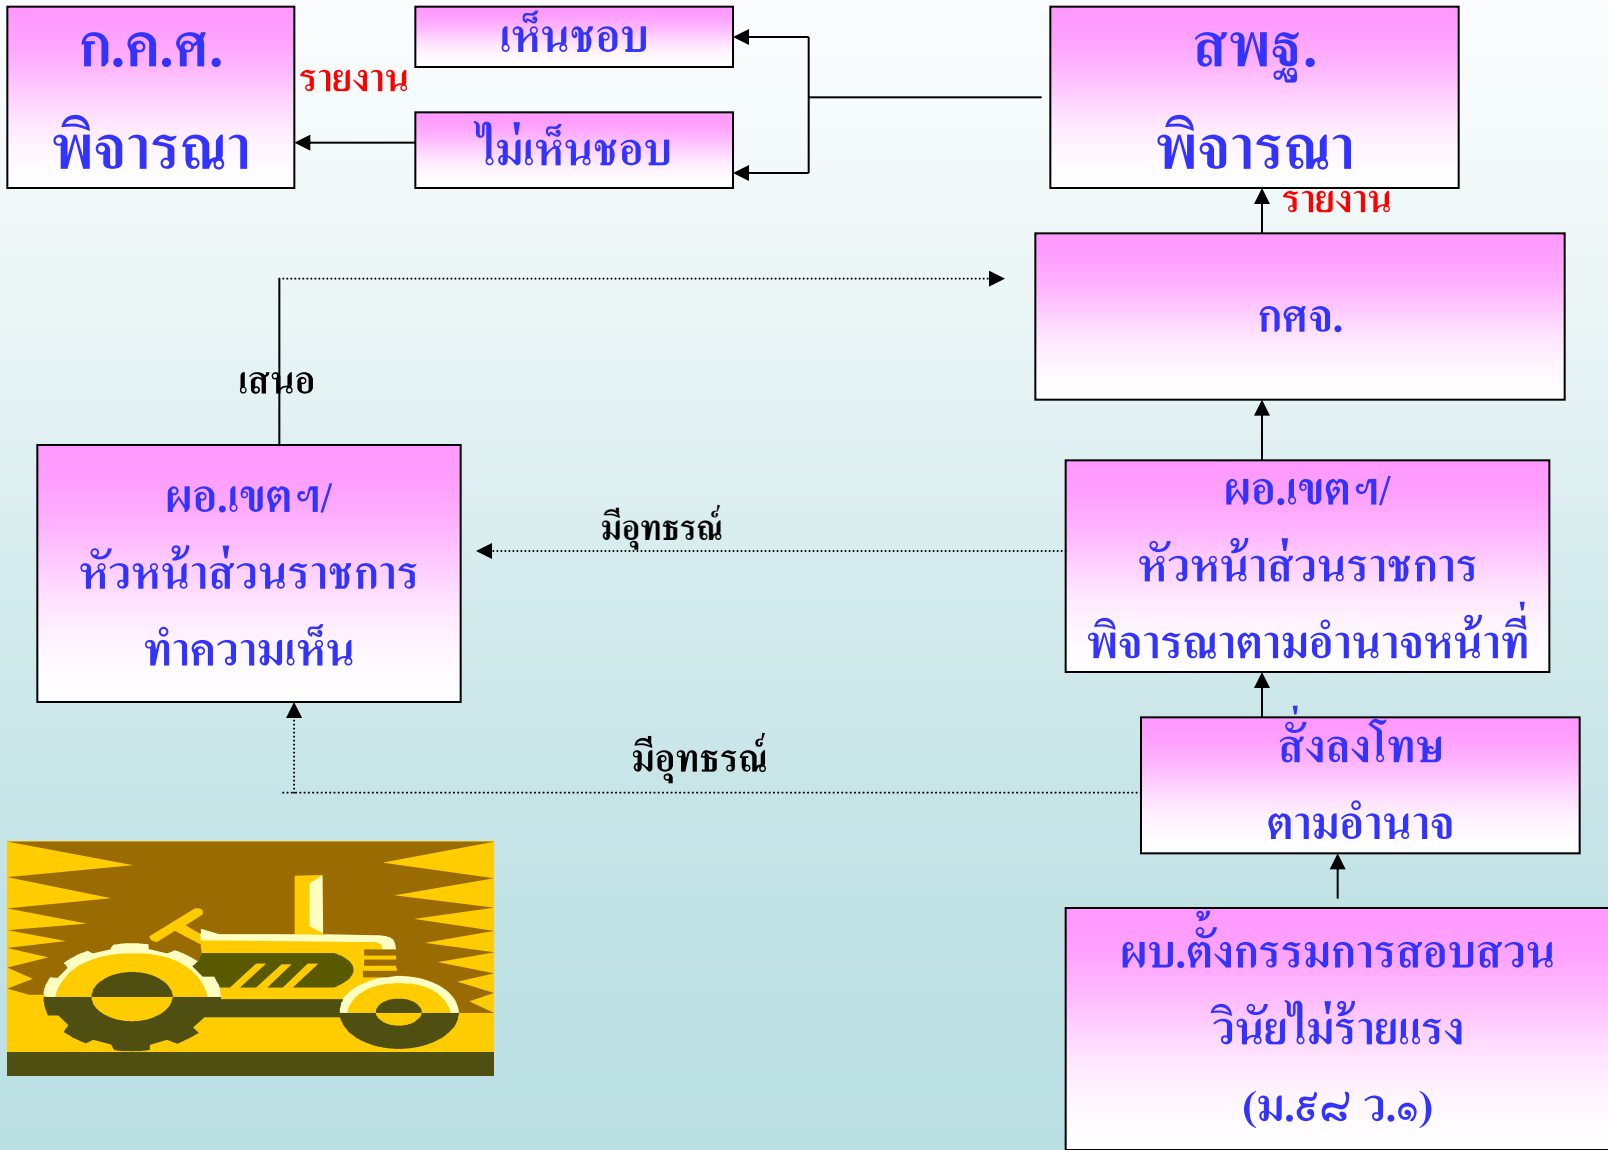 ก.ค.ศ.
พิจารณา
รายงาน
เห็นชอบ
ไม่เห็นชอบ
สพฐ.
พิจารณา
รายงาน
กศจ.
เสนอ
ผอ.เขตฯ/
หัวหน้าส่วนราชการ
ทำความเห็น
มีอุทธรณ์
ผอ.เขตฯ/
หัวหน้าส่วนราชการ
พิจารณาตามอำนาจหน้าที่
มีอุทธรณ์
สั่งลงโทษ
ตามอำนาจ
ผบ.ตั้งกรรมการสอบสวน
วินัยไม่ร้ายแรง
(ม.๙๘ ว.๑)